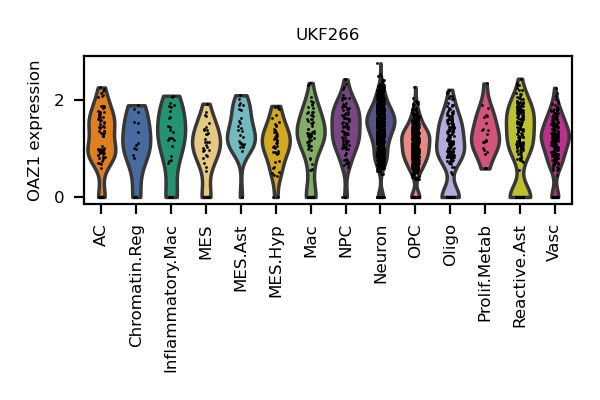 UKF266
OAZ1 expression
2
0
AC
Chromatin.Reg
Inflammatory.Mac
MES
MES.Ast
MES.Hyp
Mac
NPC
Neuron
OPC
Oligo
Prolif.Metab
Reactive.Ast
Vasc